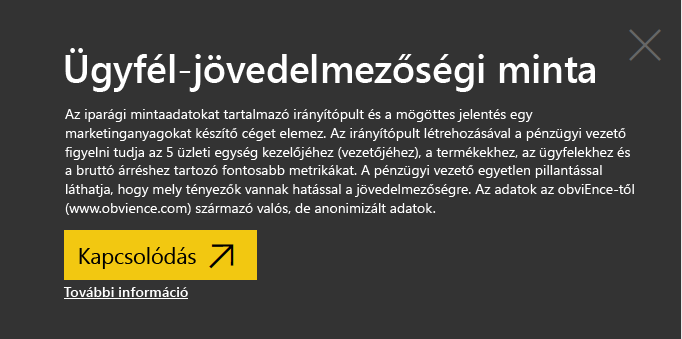 Ügyfél-jövedelmezőségi minta
Az iparági mintaadatokat tartalmazó irányítópult és a mögöttes jelentés egy
marketinganyagokat készítő céget elemez. Az irányítópult létrehozásával a pénzügyi vezető
figyelni tudja az 5 üzleti egység kezelőjéhez (vezetőjéhez), a termékekhez, az ügyfelekhez és
a bruttó árréshez tartozó fontosabb metrikákat. A pénzügyi vezető egyetlen pillantással
láthatja, hogy mely tényezők vannak hatással a jövedelmezőségre. Az adatok az obviEnce-től
(www.obvience.com) származó valós, de anonimizált adatok.
Kapcsolódás
További információ